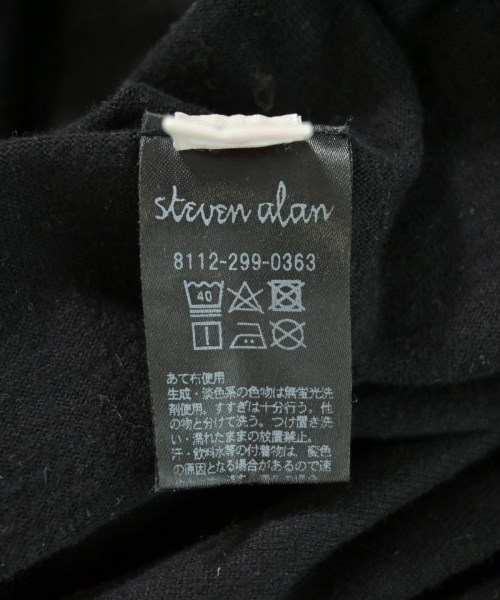 steven alan
8112-299-0363
40
あて布使用
生成・淡色系の色物は無蛍光洗
剤使用。すすぎは十分行う。他
の物と分けて洗う。つけ置き洗
い・濡れたままの放置禁止。
汗・飲料水等の付着物は、変色
の原因となる場合があるので速